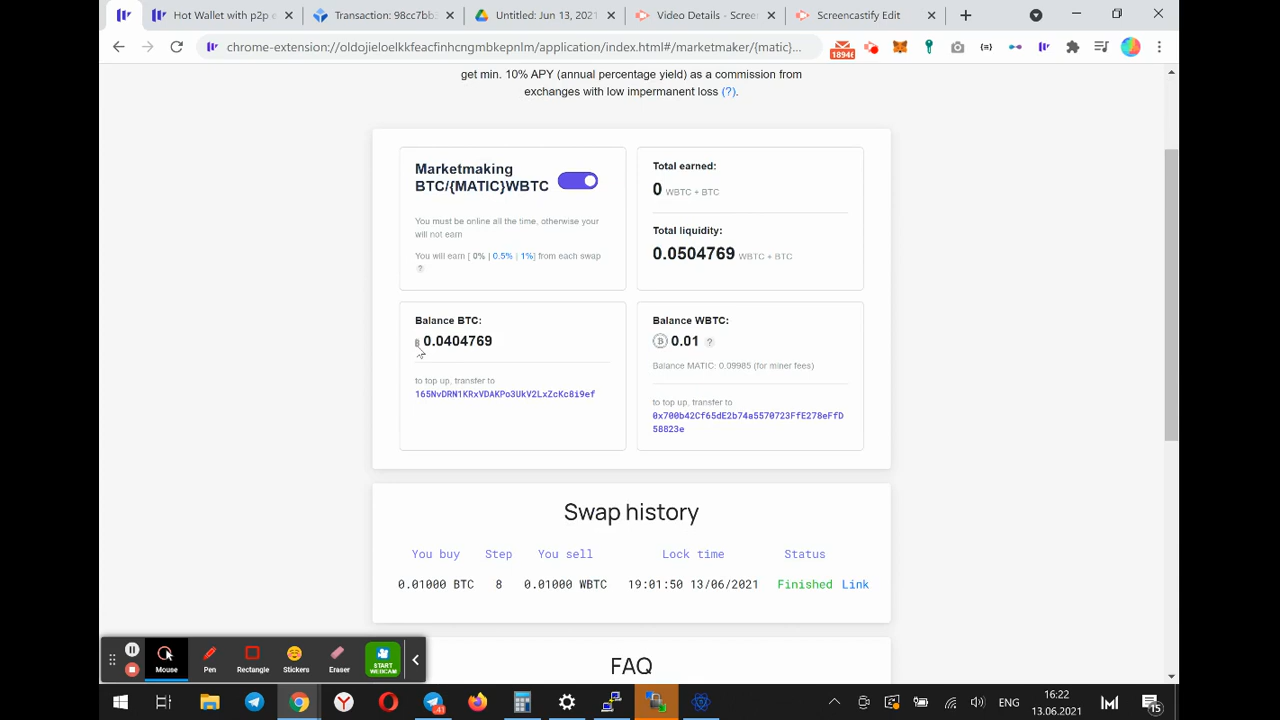 Hot Wallet with p2p e
Transaction: 98cc7bb3
Untitled: Jun 13, 2021
Video Details - Screen
Screencastify Edit
chrome-extension://oldojieloelkkfeacfinhcngmbkepnlm/application/index.html#/marketmaker/{matic}...
18946
get min. 10% APY (annual percentage yield) as a commission from
exchanges with low impermanent loss (?).
Marketmaking
BTC/{MATIC}WBTC
You must be online all the time, otherwise your
will not earn
You will earn [ 0% | 0.5% | 1%] from each swap
?
Total earned:
0 WBTC + BTC
Total liquidity:
0.0504769 WBTC + BTC
Balance BTC:
0.0404769
to top up, transfer to
165NvDRN1KRxVDAKPo3UkV2LxZcKc8i9ef
Balance WBTC:
0.01 ?
Balance MATIC: 0.09985 (for miner fees)
to top up, transfer to
0x700b42Cf65dE2b74a5570723FfE278eFfD
58823e
Swap history
You buy Step You sell Lock time Status
0.01000 BTC 8 0.01000 WBTC 19:01:50 13/06/2021 Finished Link
FAQ
Mouse
Pen
Rectangle
Stickers
Eraser
START
WEBCAM
41
ENG
16:22
13.06.2021
15